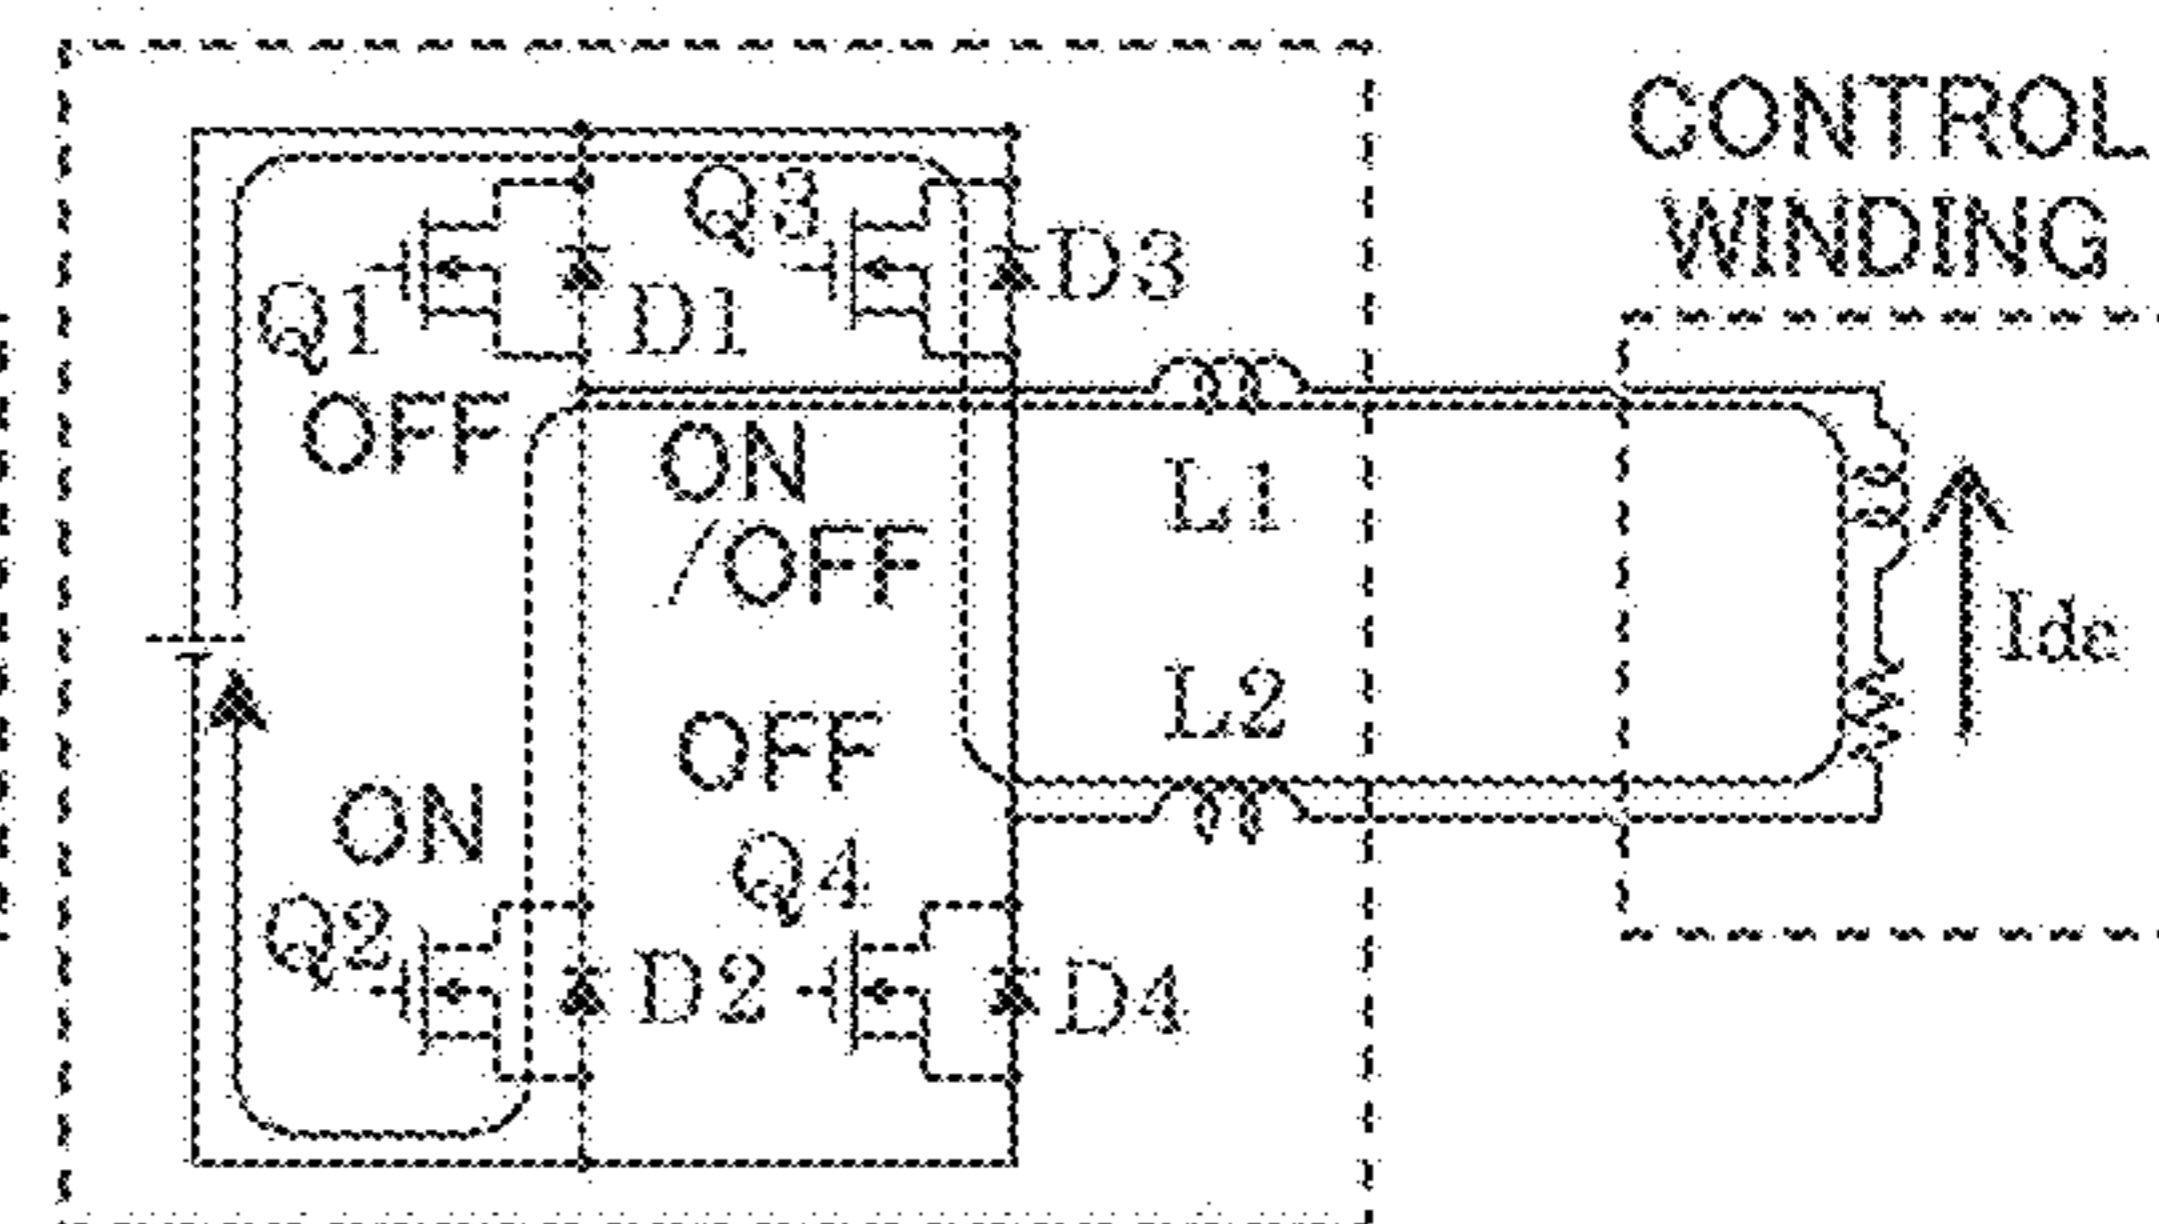 CONTROL
WINDING
Q3
D3
Q1
D1
OFF
ON
/OFF
L1
Idc
L2
OFF
ON
Q4
Q2
D2
D4